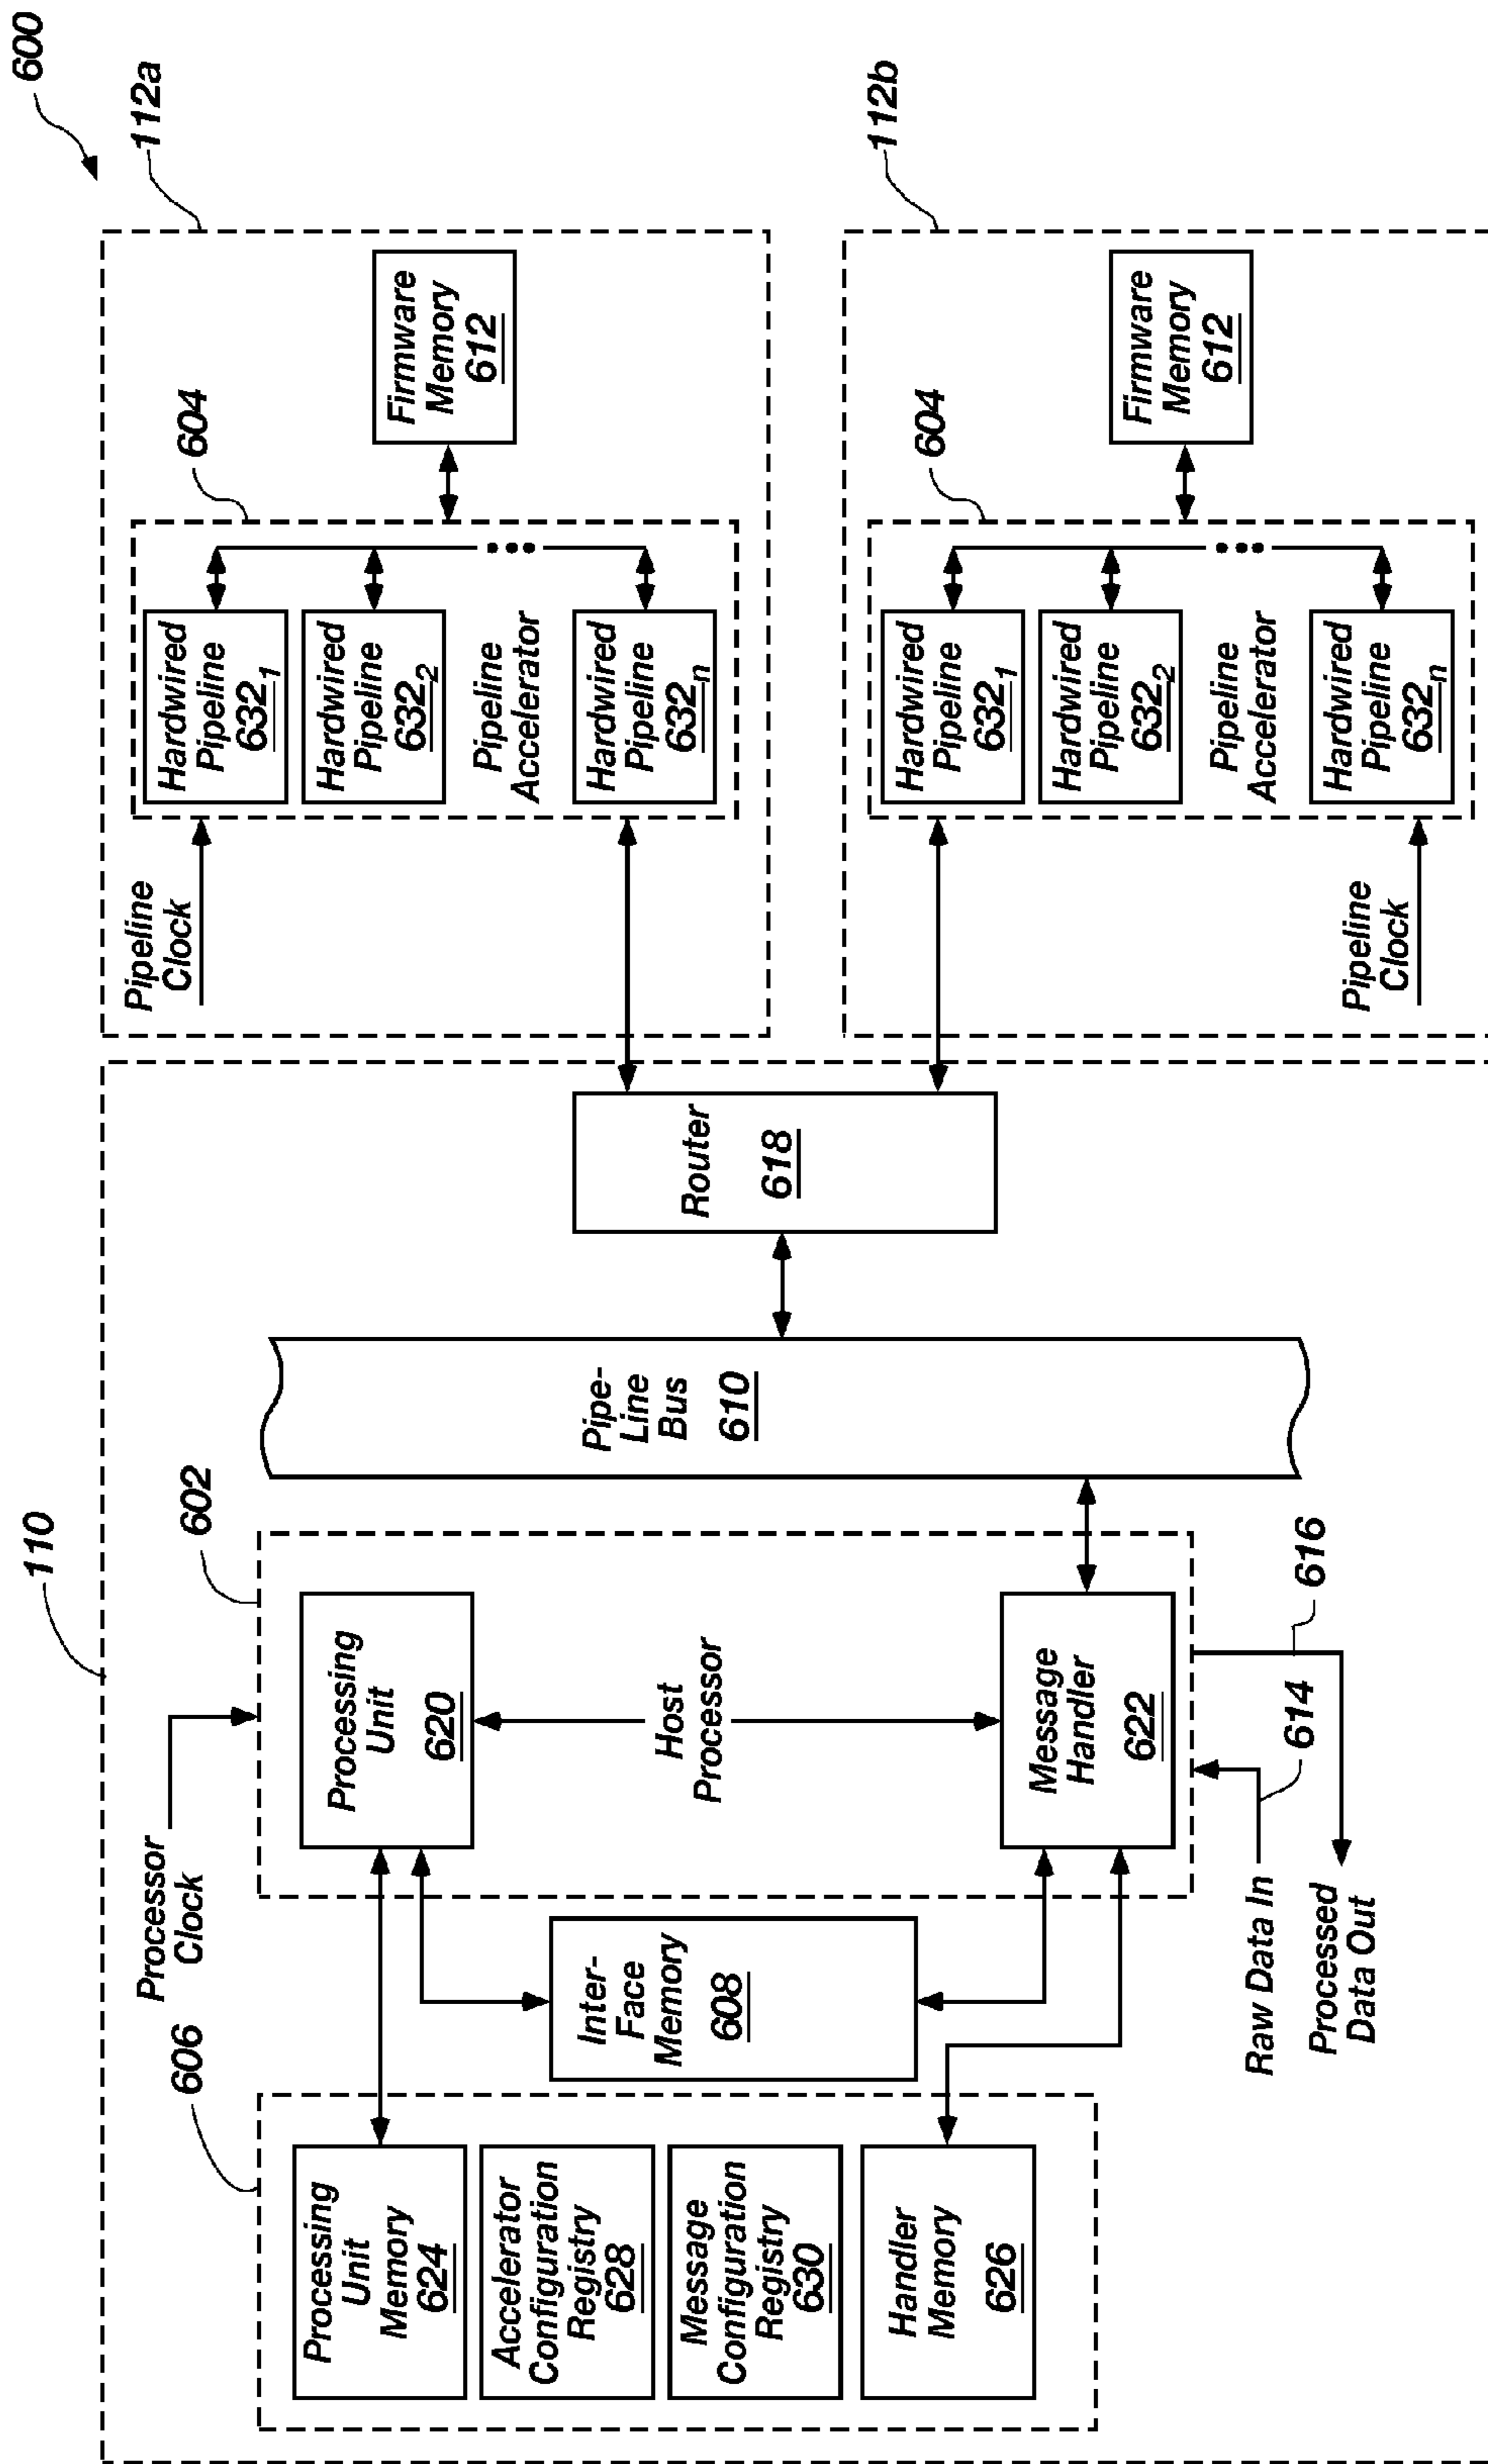 600
110
112a
112b
606
Processing
Unit
Memory
624
Accelerator
Configuration
Registry
628
Message
Configuration
Registry
630
Handler
Memory
626
Processor
Clock
Inter-
Face
Memory
608
602
Processing
Unit
620
Host
Processor
Message
Handler
622
Raw Data In
614
Processed
Data Out
616
Pipe-
Line
Bus
610
Router
618
Pipeline
Clock
604
Hardwired
Pipeline
632₁
Hardwired
Pipeline
632₂
Pipeline
Accelerator
Hardwired
Pipeline
632ₙ
Firmware
Memory
612
604
Hardwired
Pipeline
632₁
Hardwired
Pipeline
632₂
Pipeline
Accelerator
Hardwired
Pipeline
632ₙ
Pipeline
Clock
Firmware
Memory
612